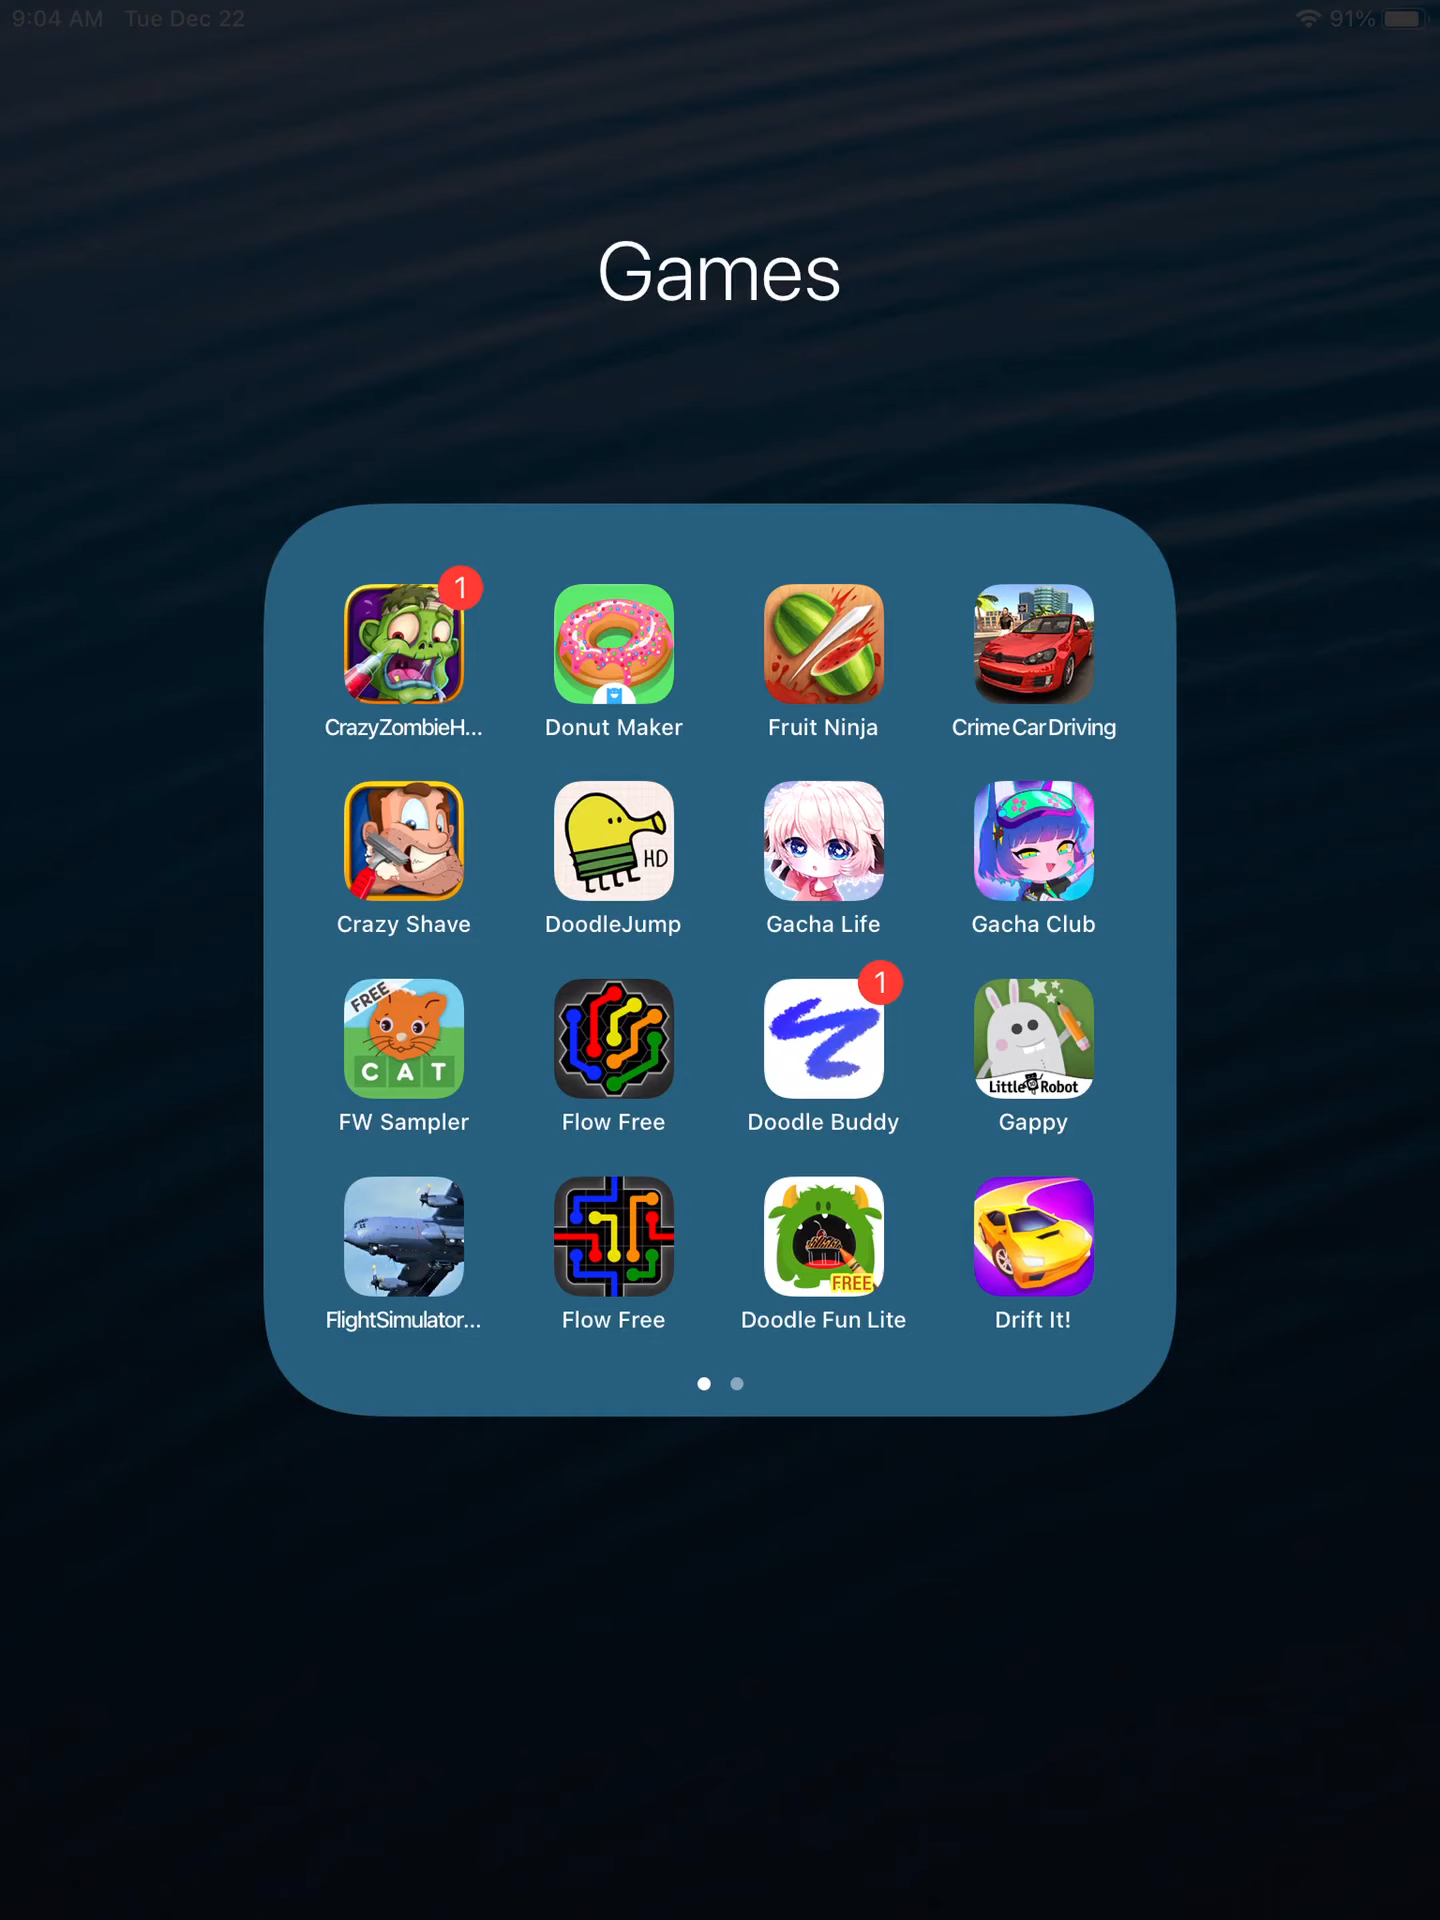 9:04 AM Tue Dec 22
91%
Games
1
CrazyZombieH... Donut Maker Fruit Ninja CrimeCarDriving
HD
Crazy Shave DoodleJump Gacha Life Gacha Club
1
FREE
CAT
Little Robot
FW Sampler Flow Free Doodle Buddy Gappy
FREE
FlightSimulator... Flow Free Doodle Fun Lite Drift It!